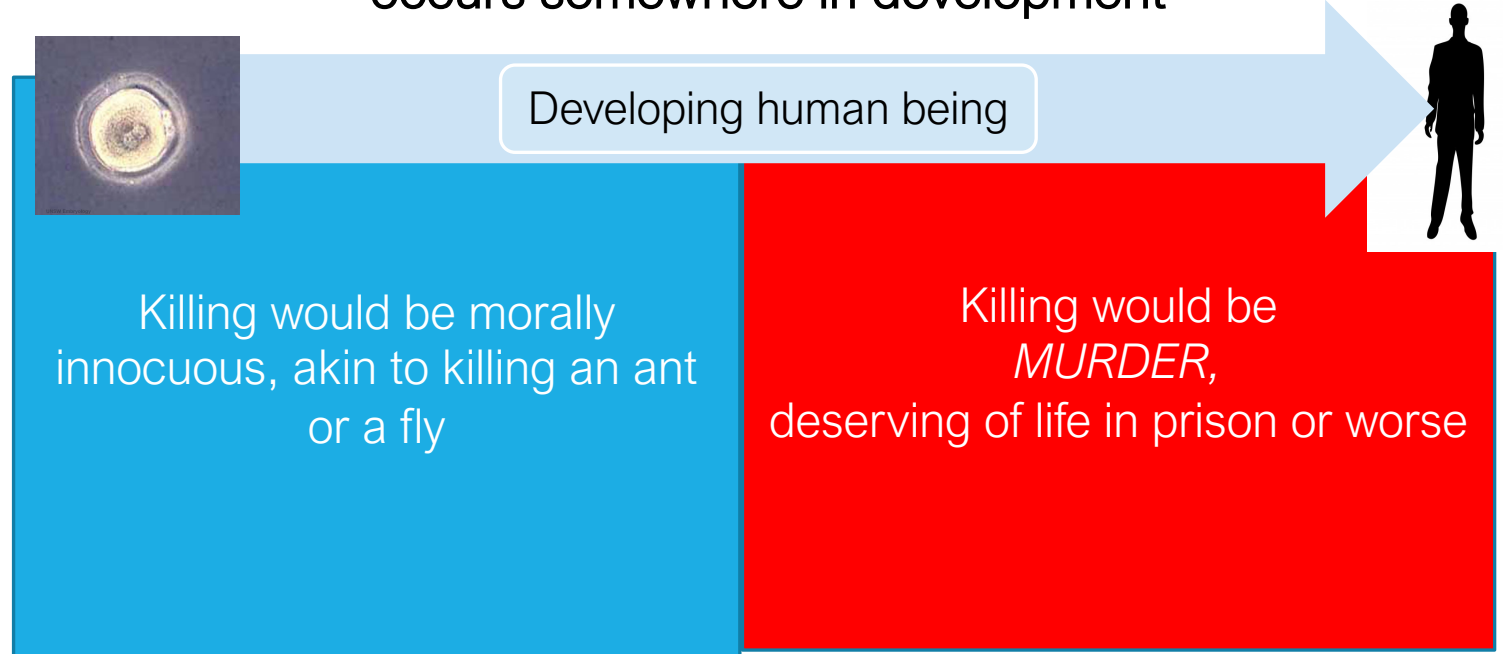 occurs somewhere in development
Developing human being
Killing would be morally
innocuous, akin to killing an ant
or a fly
Killing would be
MURDER,
deserving of life in prison or worse